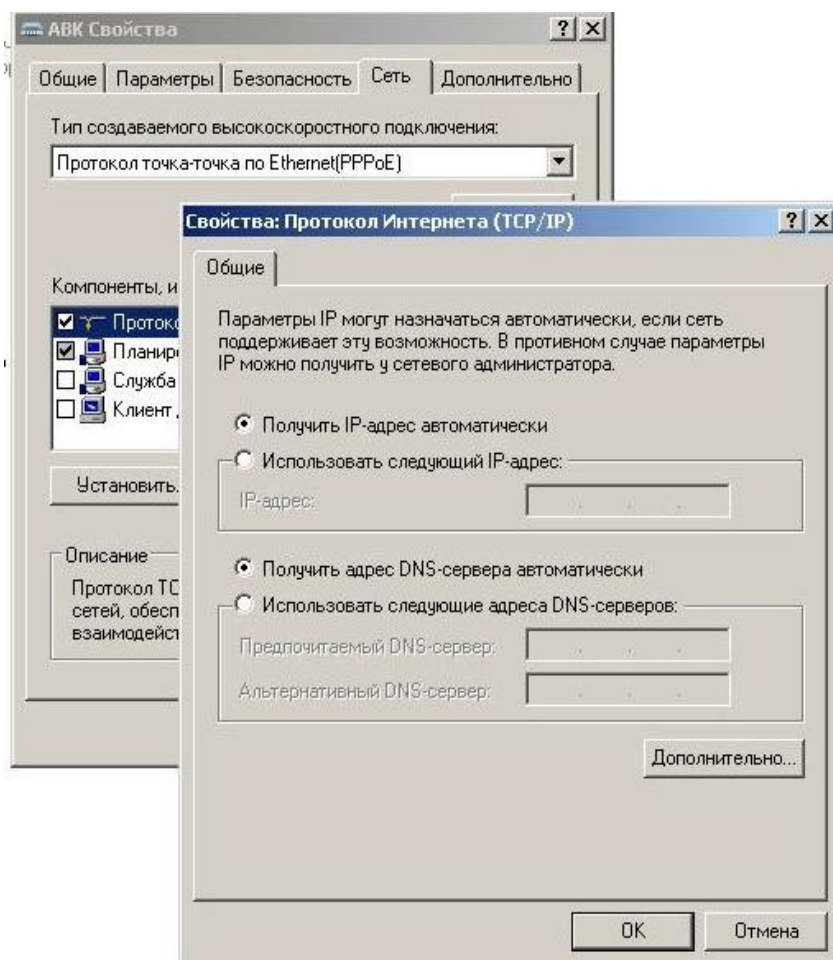 АВК Свойства
Общие
Параметры
Безопасность
Сеть
Дополнительно
Тип создаваемого высокоскоростного подключения:
Протокол точка-точка по Ethernet(PPPoE)
Компоненты, и
Протоко
Планиро
Служба
Клиент
Установить.
Описание
Протокол TC
сетей, обесп
взаимодейст
Свойства: Протокол Интернета (TCP/IP)
Общие
Параметры IP могут назначаться автоматически, если сеть
поддерживает эту возможность. В противном случае параметры
IP можно получить у сетевого администратора.
Получить IP-адрес автоматически
Использовать следующий IP-адрес:
IP-адрес:
Получить адрес DNS-сервера автоматически
Использовать следующие адреса DNS-серверов:
Предпочитаемый DNS-сервер:
Альтернативный DNS-сервер:
Дополнительно...
OK
Отмена